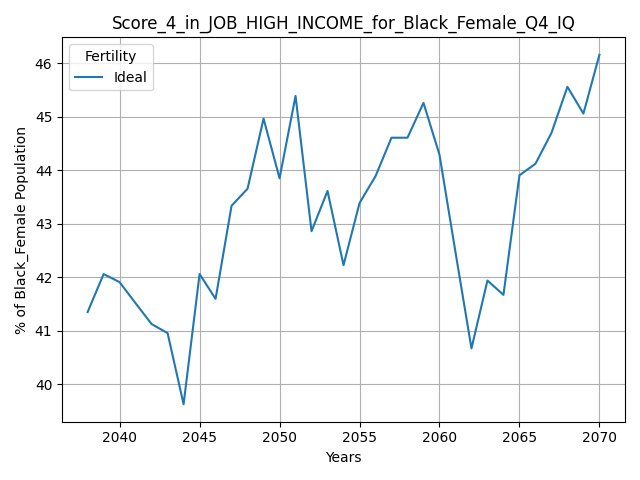 Score_4_in_JOB_HIGH_INCOME_for_Black_Female_Q4_IQ
Fertility
Ideal
46
45
44
43
42
41
40
% of Black_Female Population
2040 2045 2050 2055 2060 2065 2070
Years